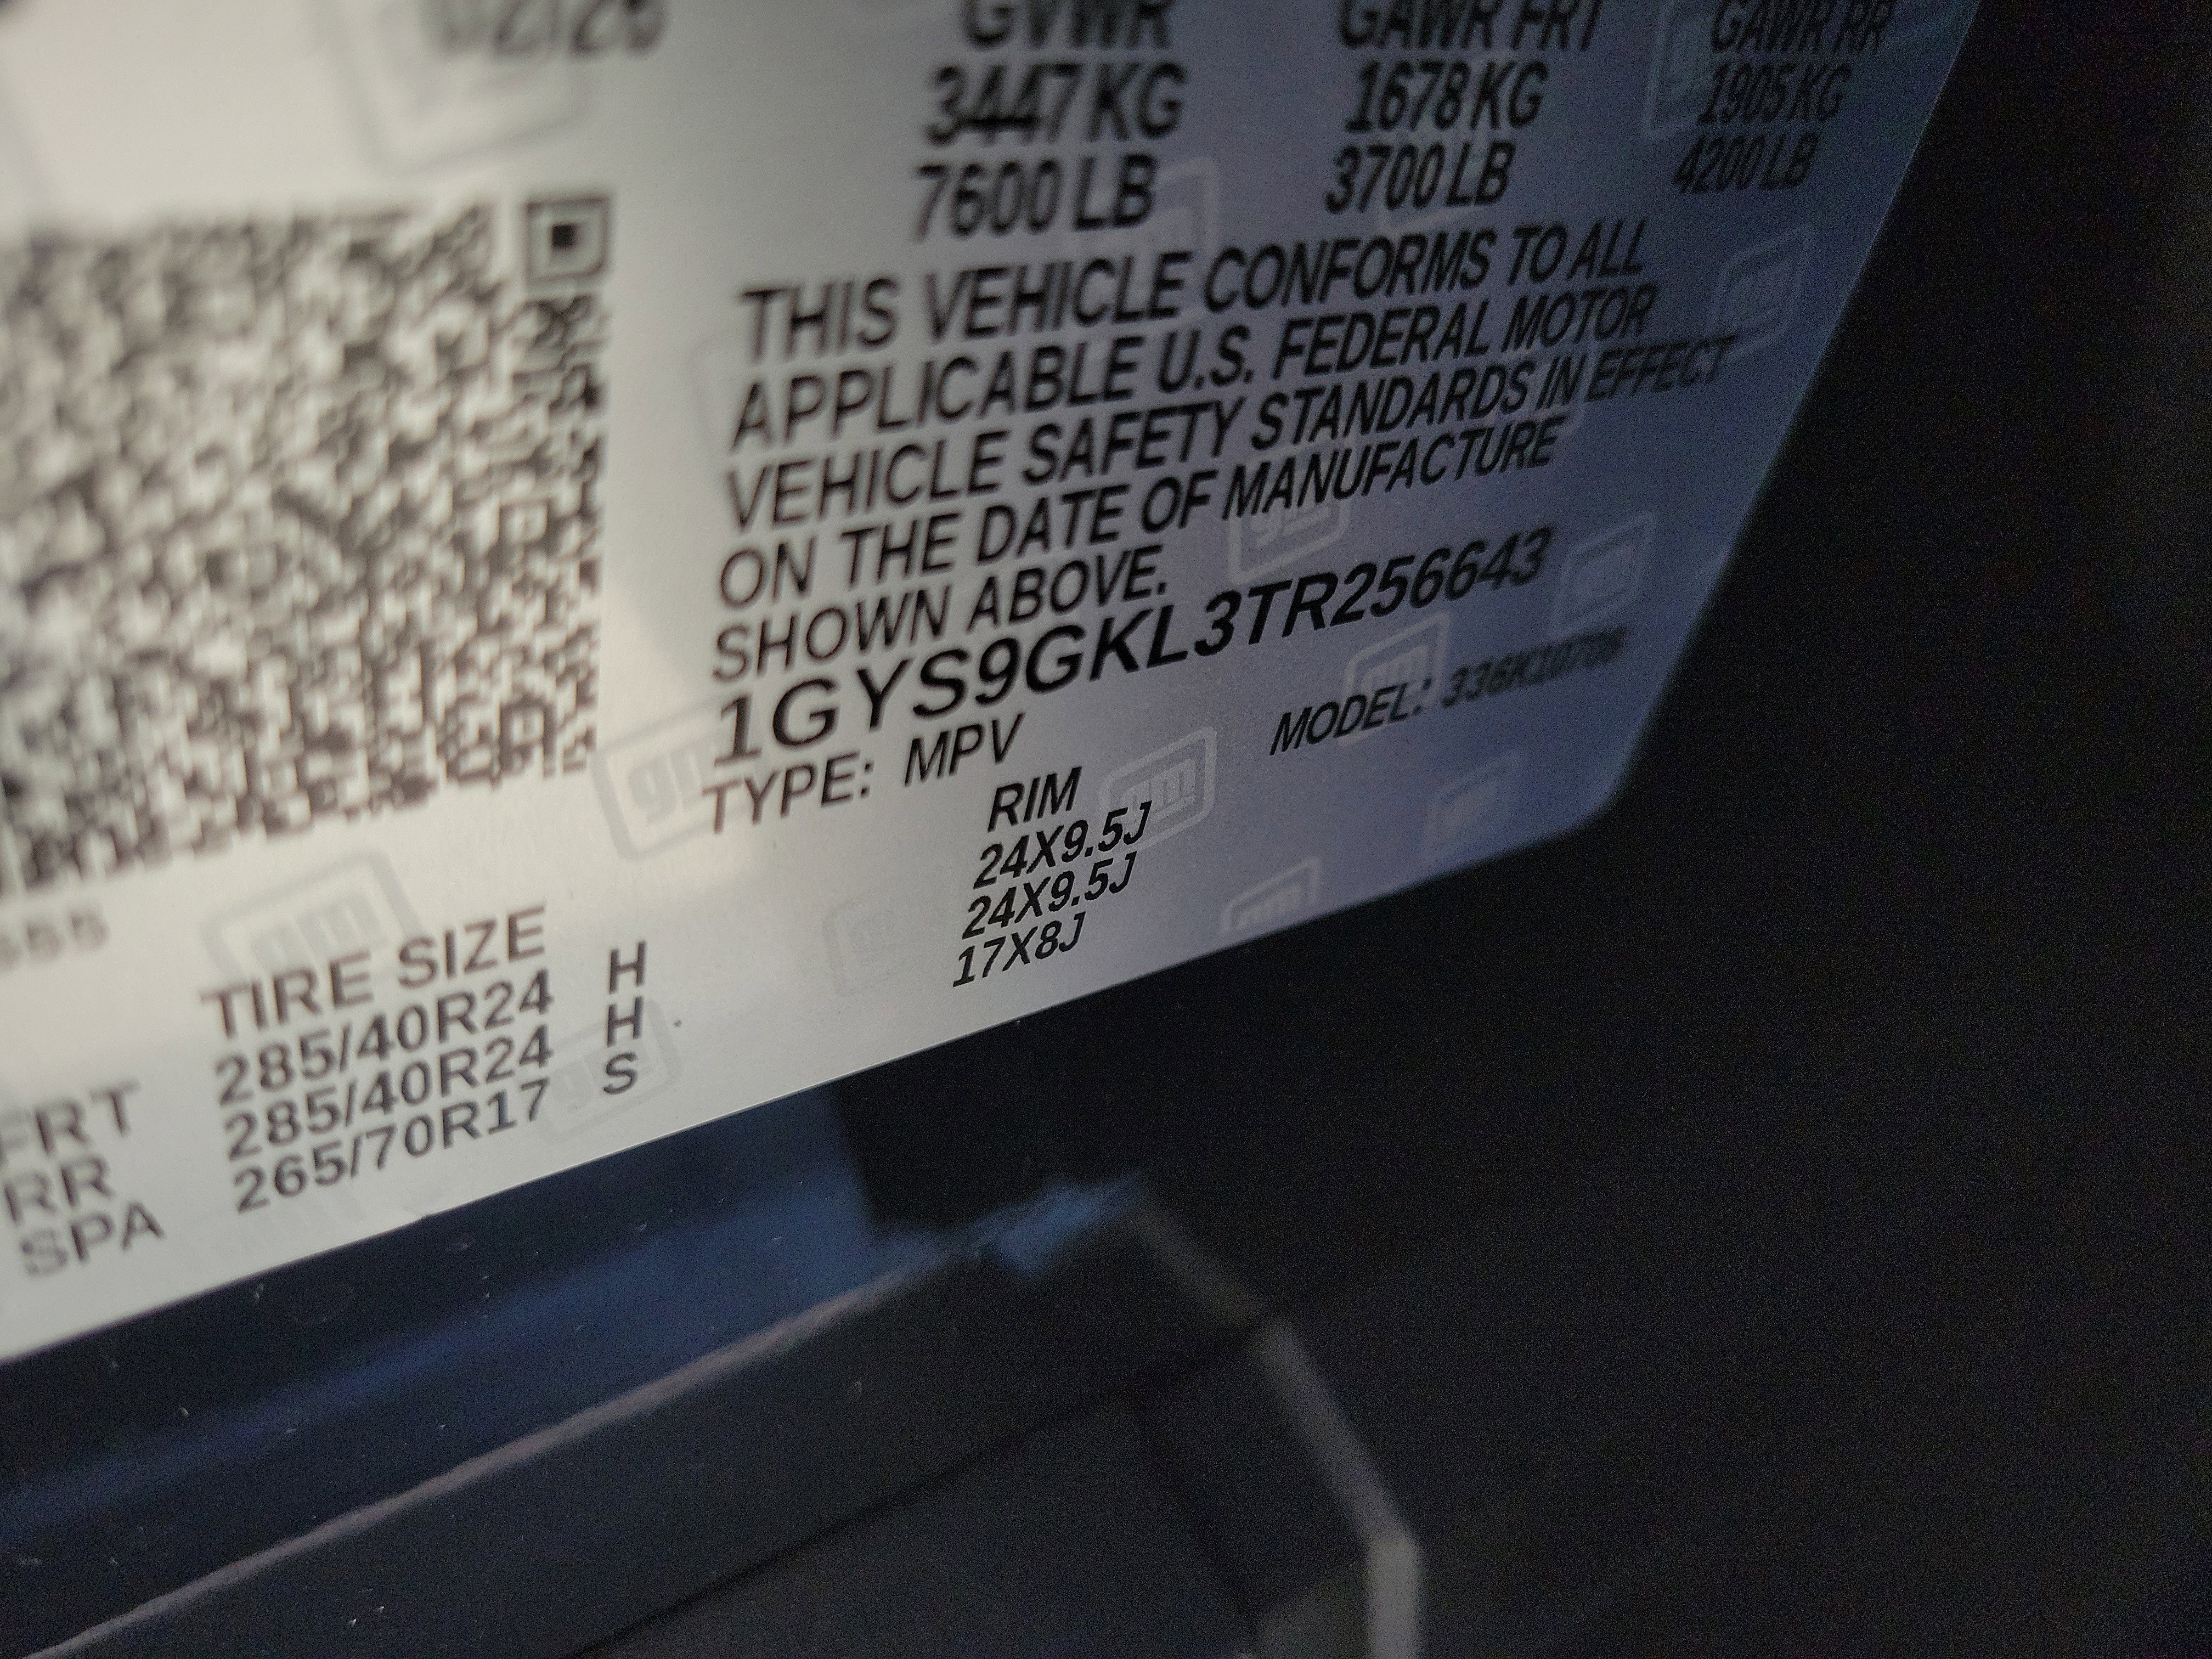 GVWR GAWR FRT GAWR RR
3447 KG 1678 KG 1905 KG
7600 LB 3700 LB 4200 LB
THIS VEHICLE CONFORMS TO ALL
APPLICABLE U.S. FEDERAL MOTOR
VEHICLE SAFETY STANDARDS IN EFFECT
ON THE DATE OF MANUFACTURE
SHOWN ABOVE.
1GYS9GKL3TR256643
TYPE: MPV MODEL: 336K10706
TIRE SIZE RIM
FRT 285/40R24 H 24X9.5J
RR 285/40R24 H 24X9.5J
SPA 265/70R17 S 17X8J
gm